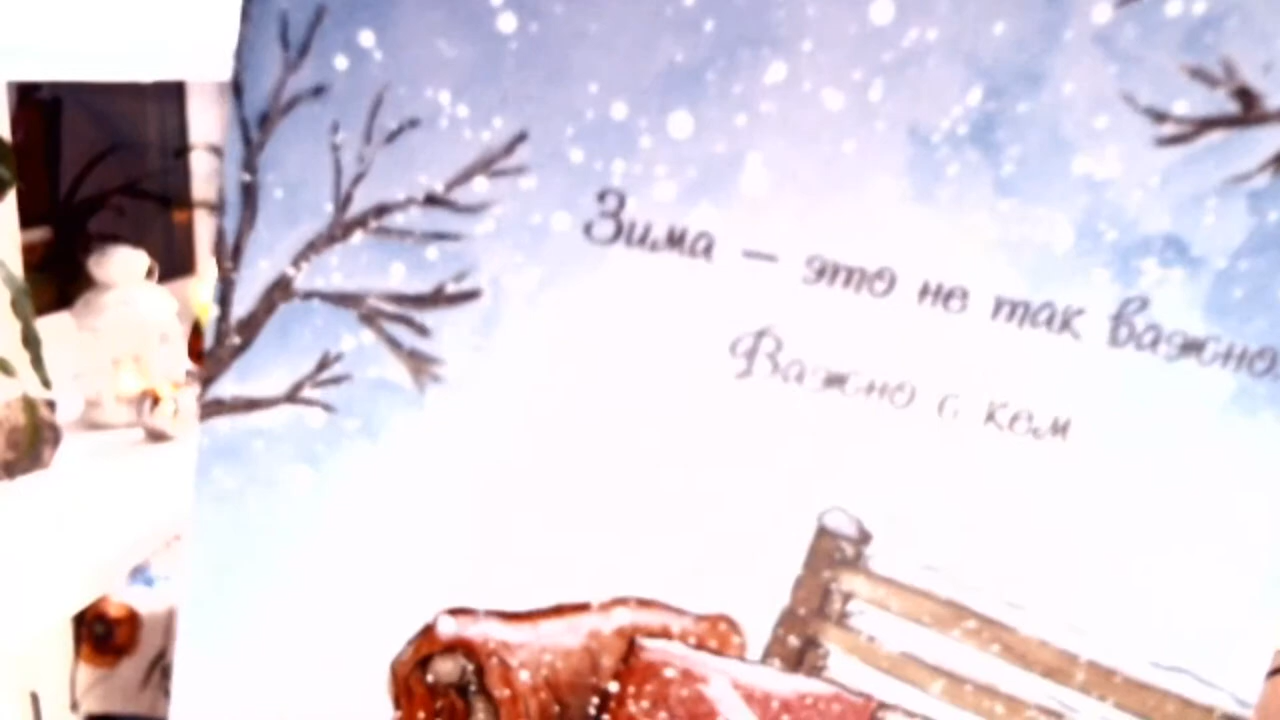 Зима — это не так важно.
Важно с кем